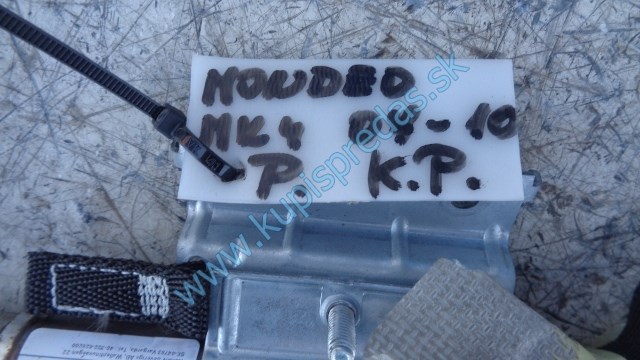 MONDEO
MK4 07-10
P. K.P.
www.kupispredas.sk